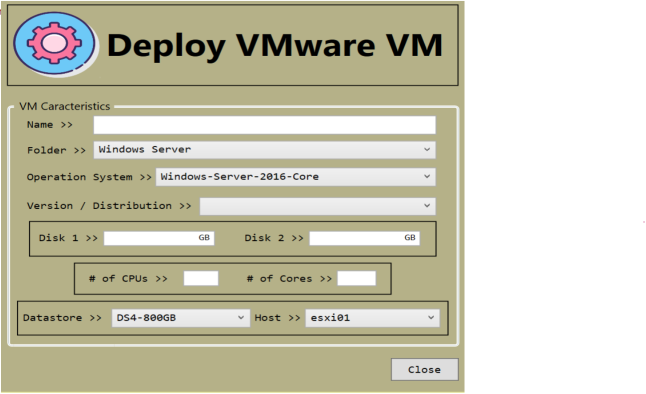 Deploy VMware VM
VM Caracteristics
Name >>
Folder >> Windows Server
Operation System >> Windows-Server-2016-Core
Version / Distribution >>
Disk 1 >> GB Disk 2 >> GB
# of CPUs >> # of Cores >>
Datastore >> DS4-800GB Host >> esxi01
Close